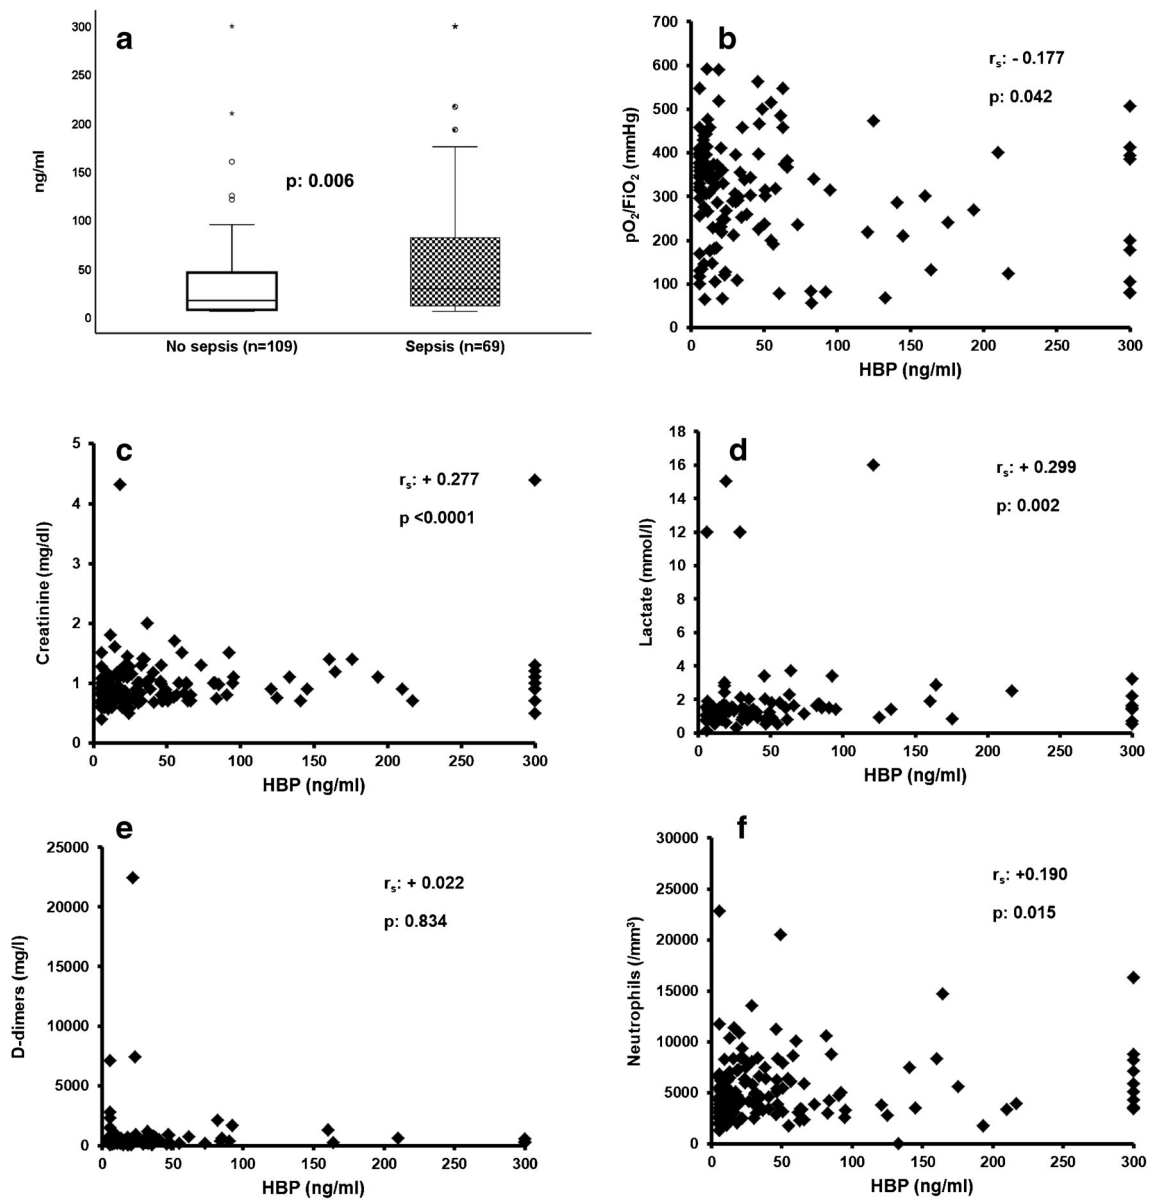 a
300
250
200
150
100
50
0
ng/ml
p: 0.006
No sepsis (n=109)
Sepsis (n=69)
b
700
600
500
400
300
200
100
0
pO2/FiO2 (mmHg)
rs: - 0.177
p: 0.042
0 50 100 150 200 250 300
HBP (ng/ml)
c
5
4
3
2
1
0
Creatinine (mg/dl)
rs: + 0.277
p <0.0001
0 50 100 150 200 250 300
HBP (ng/ml)
d
18
16
14
12
10
8
6
4
2
0
Lactate (mmol/l)
rs: + 0.299
p: 0.002
0 50 100 150 200 250 300
HBP (ng/ml)
e
25000
20000
15000
10000
5000
0
D-dimers (mg/l)
rs: + 0.022
p: 0.834
0 50 100 150 200 250 300
HBP (ng/ml)
f
30000
25000
20000
15000
10000
5000
0
Neutrophils (/mm³)
rs: +0.190
p: 0.015
0 50 100 150 200 250 300
HBP (ng/ml)